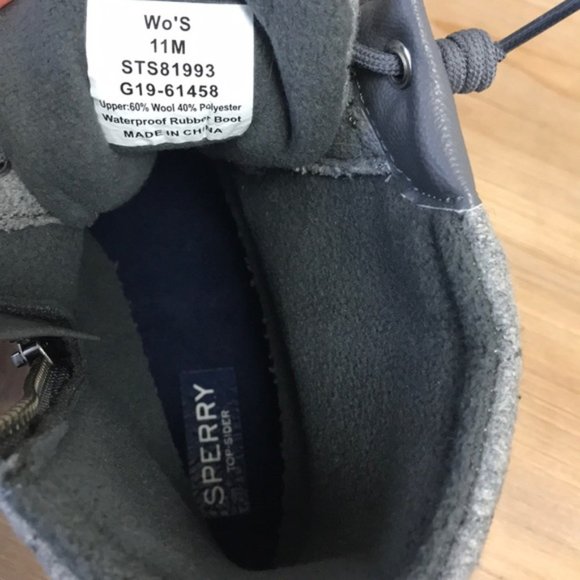 Wo'S
11M
STS81993
G19-61458
Upper:60% Wool 40% Polyester
Waterproof Rubber Boot
MADE IN CHINA
SPERRY
TOP-SIDER